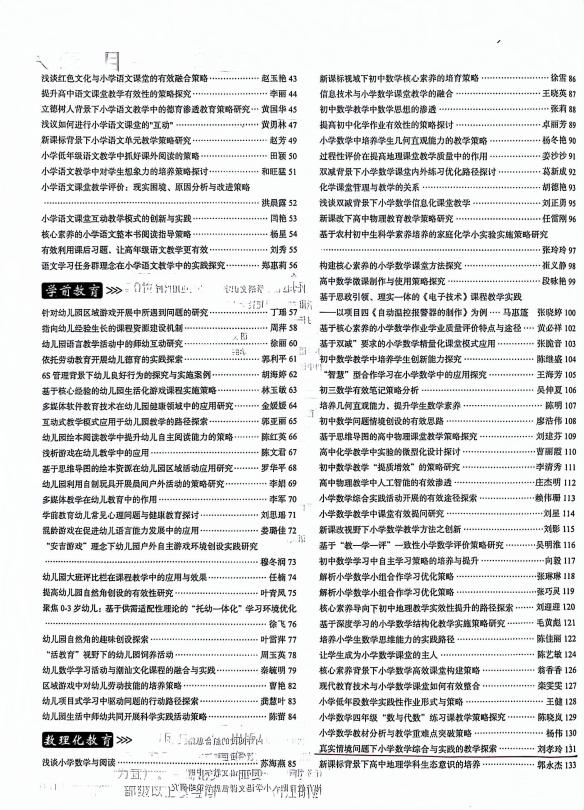 浅谈红色文化与小学语文课堂的有效融合策略 赵玉艳 43
提升高中语文课堂教学有效性的策略探究 李丽 44
立德树人背景下小学语文教学中的德育渗透教育策略研究 黄国华 45
浅议如何进行小学语文课堂的"互动" 黄勇林 47
新课标背景下小学语文单元教学策略研究 赵芳 49
小学低年级语文教学中抓好课外阅读的策略 田颖 50
小学语文教学中对学生想象力的培养策略探讨 和旺猛 51
小学语文课堂教学评价：现实困境、原因分析与改进策略
洪晨露 52
小学语文课堂互动教学模式的创新与实践 闫艳 53
核心素养的小学语文整本书阅读指导策略 杨星 54
有效利用课后习题、让高年级语文教学更有效 刘秀 55
语文学习任务群理念在小学语文教学中的实践探究 郑惠莉 56
学前教育
针对幼儿园区域游戏开展中所遇到问题的研究 丁瑶 57
指向幼儿经验生长的课程资源建设机制 周萍 58
幼儿园语言教学活动中的师幼互动研究 徐丽 60
依托劳动教育开展幼儿德育的实践探索 郭利平 61
6S 管理背景下幼儿良好行为的探究与实施案例 胡海婷 62
基于核心经验的幼儿园生活化游戏课程实施策略 林玉敏 63
多媒体软件教育技术在幼儿园健康领域中的应用研究 金媛媛 64
互动式教学模式应用于幼儿园教学的路径探索 郭亚丽 65
幼儿园绘本阅读教学中提升幼儿自主阅读能力的策略 陈红英 66
浅析游戏在幼儿教学中的应用 陈文君 67
基于思维导图的绘本资源在幼儿园区域活动应用研究 罗华平 68
幼儿园利用自制玩具开展晨间户外活动的策略研究 李娟 69
多媒体教学在幼儿教育中的作用 李军 70
学前教育幼儿常见心理问题与健康教育探讨 刘思瑶 71
混龄游戏在促进幼儿语言能力发展中的应用 娄璐佳 72
"安吉游戏"理念下幼儿园户外自主游戏环境创设实践研究
穆冬润 73
幼儿园大班评比栏在课程教学中的应用与效果 任楠 74
提高幼儿园自然角创设的有效性研究 叶青凤 75
聚焦 0-3 岁幼儿：基于供需适配性理论的"托幼一体化"学习环境优化
徐飞 76
幼儿园自然角的趣味创设探索 叶雷萍 77
"活教育"视野下的幼儿园饲养活动 周玉英 78
幼儿数学学习活动与潮汕文化课程的融合与实践 秦毓明 79
区域游戏中对幼儿劳动技能的培养策略 曹艳 82
幼儿项目式学习中驱动问题的行动路径探索 龚慧叶 83
幼儿园生活中师幼共同开展科学实践活动策略 陈蕾 84
数理化教育
浅谈小学数学与阅读 苏海燕 85
新课标视域下初中数学核心素养的培育策略 徐雪 86
信息技术与小学数学课堂教学的融合 王晓英 87
初中数学教学中数学思想的渗透 张莉 88
提高初中化学作业有效性的策略探讨 卓丽芳 89
小学数学中培养学生几何直观能力的教学策略 杨冬艳 90
过程性评价在提高地理课堂教学质量中的作用 姜沙沙 91
双减背景下小学数学课堂内外练习优化路径探讨 葛新成 92
化学课堂管理与教学的关系 胡德艳 93
浅谈双减背景下小学数学信息化课堂教学 刘正勇 95
新课改下高中物理教育教学策略研究 任雷刚 96
基于农村初中生科学素养培养的家庭化学小实验实施策略研究
张玲玲 97
构建核心素养的小学数学课堂方法探究 崔义静 98
高中数学微课制作与使用策略探究 段咏艳 99
基于思政引领、理实一体的《电子技术》课程教学实践
——以项目四《自动温控报警器的制作》为例 马惠蓬 张晓婷 100
基于核心素养的小学数学作业学业质量评价特点与途径 黄必祥 102
基于双减"要求的小学数学精量化课堂模式应用 张婉音 103
初中数学教学中培养学生创新能力探究 陈继盛 104
"智慧"型合作学习在小学数学中的应用探究 王海芳 105
初三数学有效笔记策略分析 吴仲夏 106
培养几何直观能力、提升学生数学素养 陈明 107
初中数学问题情境创设的有效思路 廖浩伟 108
基于思维导图的高中物理课堂教学策略探究 刘建芬 109
高中化学教学中实验的微型化设计探讨 曹丽霞 110
初中数学教学"提质增效"的策略研究 李清秀 111
高中物理教学中人工智能的有效渗透 庄杰明 112
小学数学综合实践活动开展的有效途径探索 赖伟珊 113
小学数学教学中课堂有效提问研究 刘星 114
新课改视野下小学数学教学方法之创新 刘影 115
基于"教—学—评"一致性小学数学评价策略研究 吴明淮 116
初中数学学习中自主学习策略的培养与提升 向毅 117
解析小学数学小组合作学习优化策略 张琳琳 118
解析小学数学小组合作学习优化策略 张巧灵 119
核心素养导向下初中地理教学实效性提升的路径探索 刘迎迎 120
基于深度学习的小学数学结构化教学实施策略研究 毛黄彪 121
培养小学生数学思维能力的实践路径 陈佳丽 122
让学生成为小学数学课堂的主人 陈艺敏 124
核心素养背景下小学数学高效课堂构建策略 翁香香 126
现代教育技术与小学数学课堂如何有效整合 栾雯雯 127
小学低年段数学实践性作业形式与策略 王健 128
小学数学四年级"数与代数"练习课教学策略探究 陈晓岚 129
小学数学教材分析与教学重难点突破策略 杨伟 130
真实情境问题下小学数学综合与实践的教学探索 刘孝玲 131
新课标背景下高中地理学科生态意识的培养 郭永杰 133